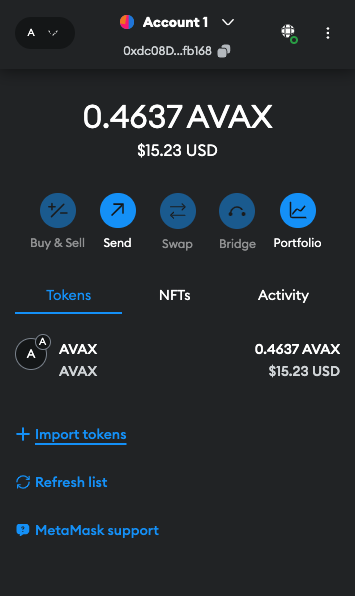 A
Account 1
0xdc08D...fb168
0.4637 AVAX
$15.23 USD
Buy & Sell
Send
Swap
Bridge
Portfolio
Tokens
NFTs
Activity
A
A
AVAX
0.4637 AVAX
AVAX
$15.23 USD
Import tokens
Refresh list
MetaMask support